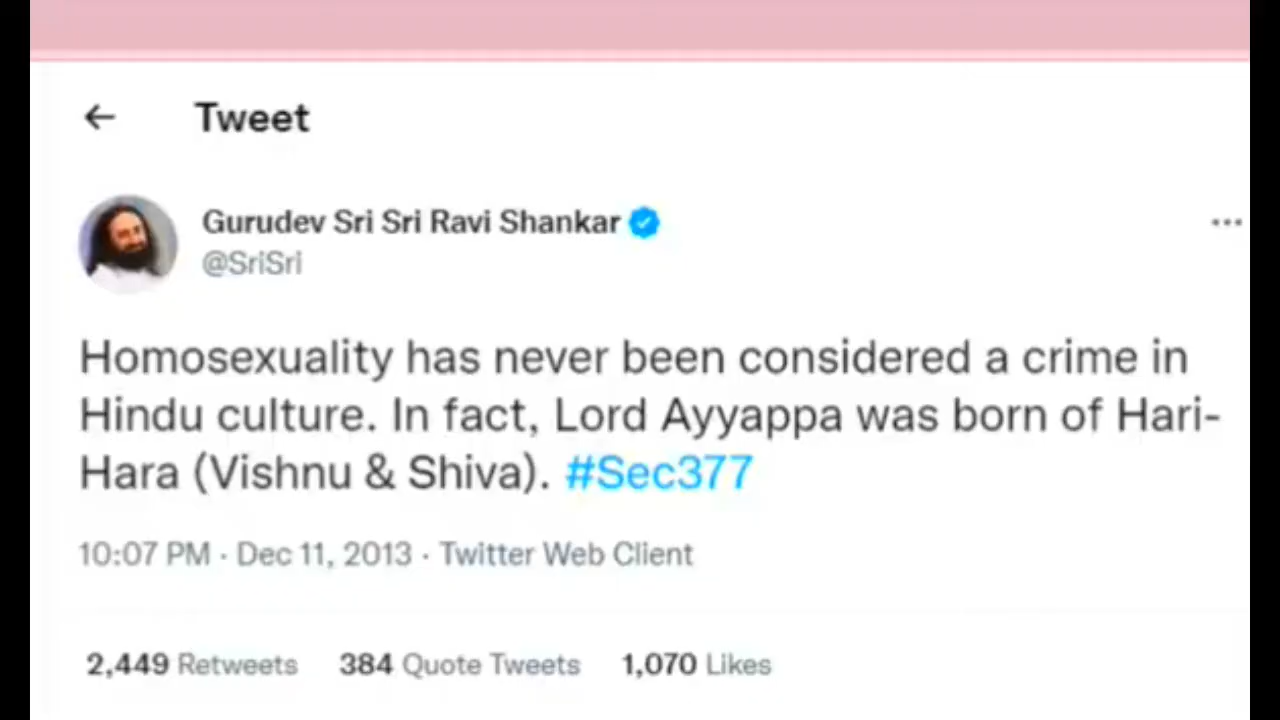 ← Tweet
Gurudev Sri Sri Ravi Shankar
@SriSri
Homosexuality has never been considered a crime in
Hindu culture. In fact, Lord Ayyappa was born of Hari-
Hara (Vishnu & Shiva). #Sec377
10:07 PM · Dec 11, 2013 · Twitter Web Client
2,449 Retweets 384 Quote Tweets 1,070 Likes